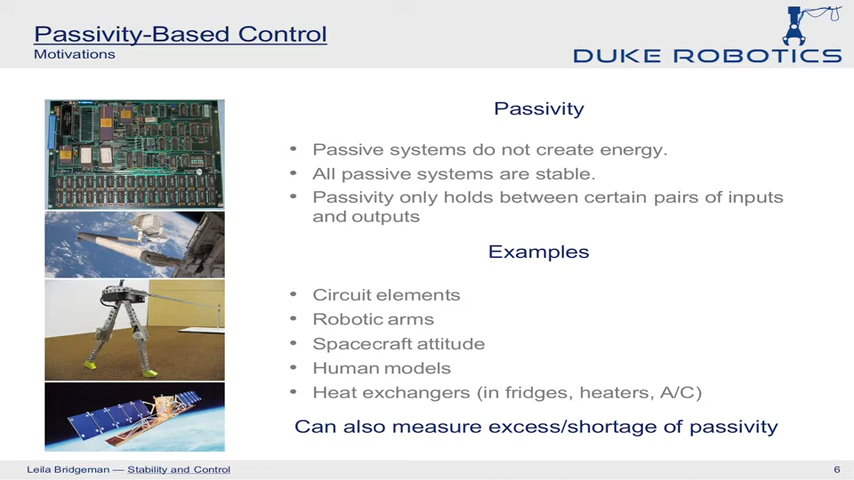 Passivity-Based Control
Motivations
DUKE ROBOTICS
Passivity
• Passive systems do not create energy.
• All passive systems are stable.
• Passivity only holds between certain pairs of inputs
and outputs
Examples
• Circuit elements
• Robotic arms
• Spacecraft attitude
• Human models
• Heat exchangers (in fridges, heaters, A/C)
Can also measure excess/shortage of passivity
Leila Bridgeman — Stability and Control
6